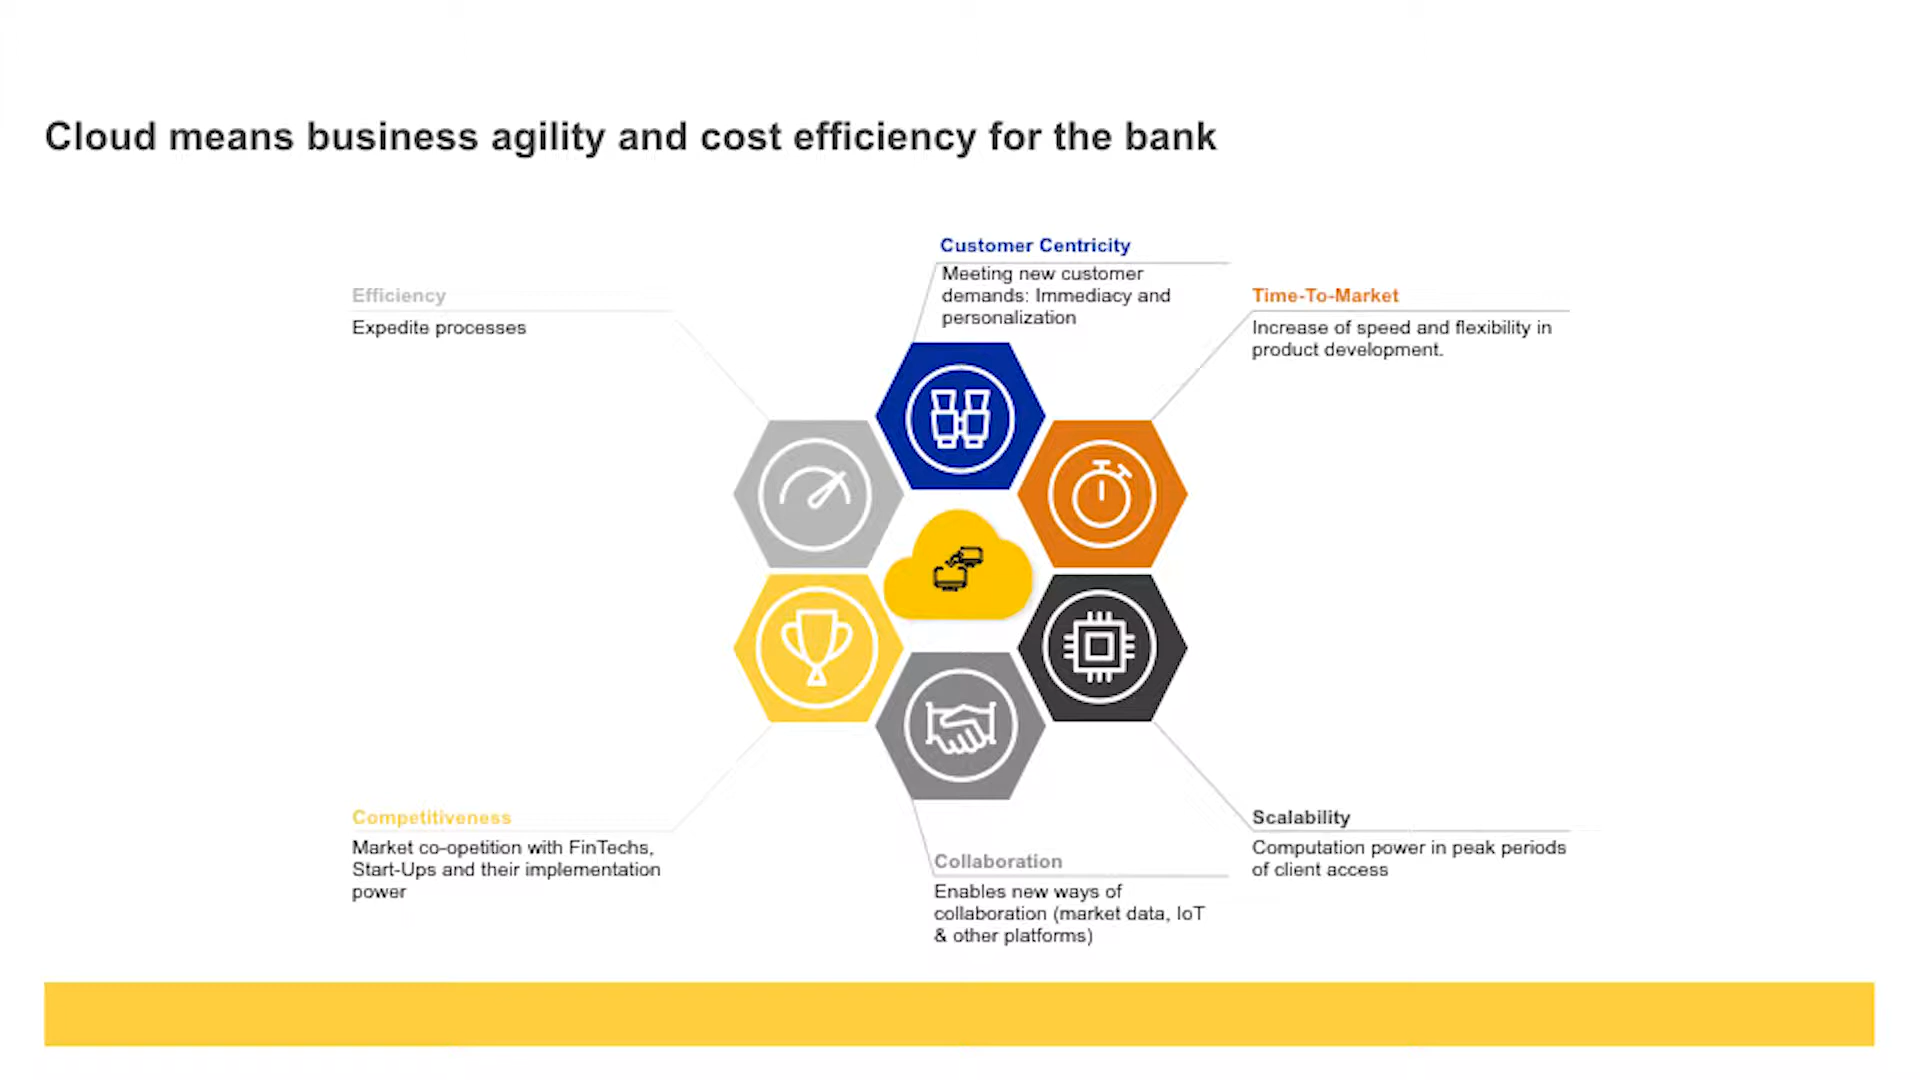 Cloud means business agility and cost efficiency for the bank
Customer Centricity
Meeting new customer
demands: Immediacy and
personalization
Efficiency
Expedite processes
Time-To-Market
Increase of speed and flexibility in
product development.
Competitiveness
Market co-opetition with FinTechs,
Start-Ups and their implementation
power
Collaboration
Enables new ways of
collaboration (market data, IoT
& other platforms)
Scalability
Computation power in peak periods
of client access